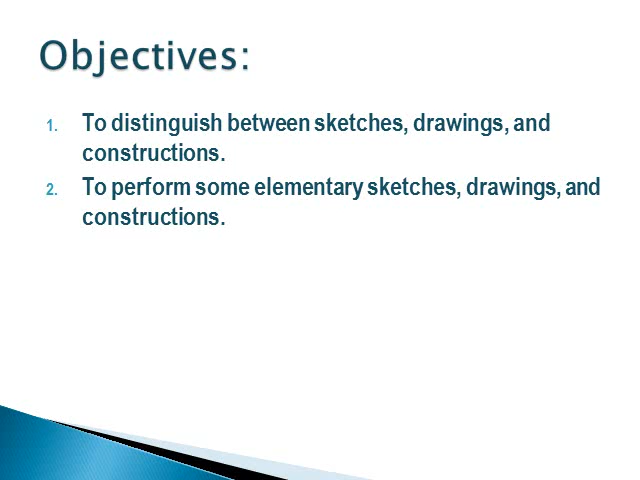 Objectives:
1. To distinguish between sketches, drawings, and
constructions.
2. To perform some elementary sketches, drawings, and
constructions.